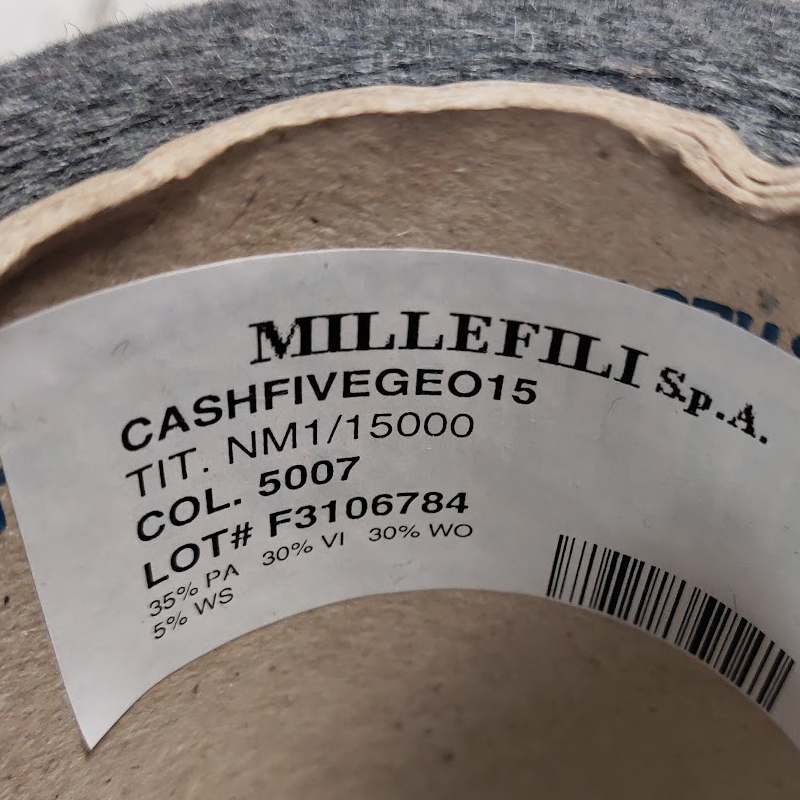 MILLEFILI S.p.A.
CASHFIVEGEO15
TIT. NM1/15000
COL. 5007
LOT# F3106784
35% PA 30% VI 30% WO
5% WS